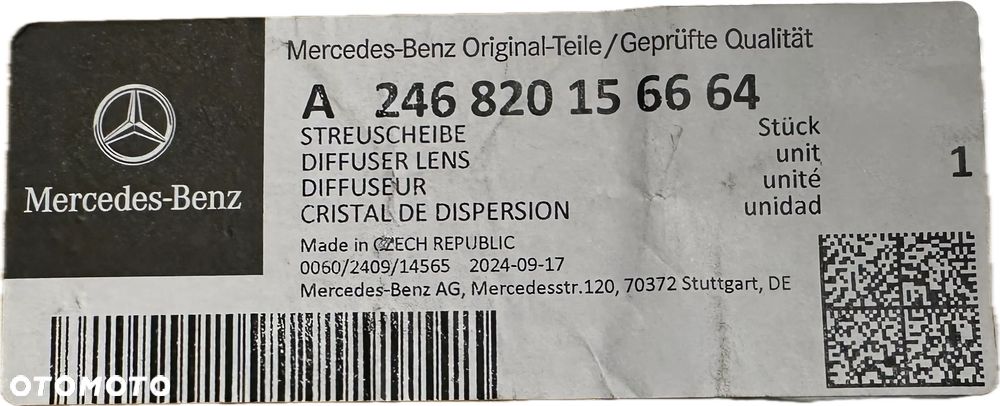 Mercedes-Benz Original-Teile/Geprüfte Qualität
A 246 820 15 66 64
STREUSCHEIBE
DIFFUSER LENS
DIFFUSEUR
CRISTAL DE DISPERSION
Stück
unit
unité
unidad
1
Mercedes-Benz
Made in CZECH REPUBLIC
0060/2409/14565 2024-09-17
Mercedes-Benz AG, Mercedesstr.120, 70372 Stuttgart, DE
OTOMOTO